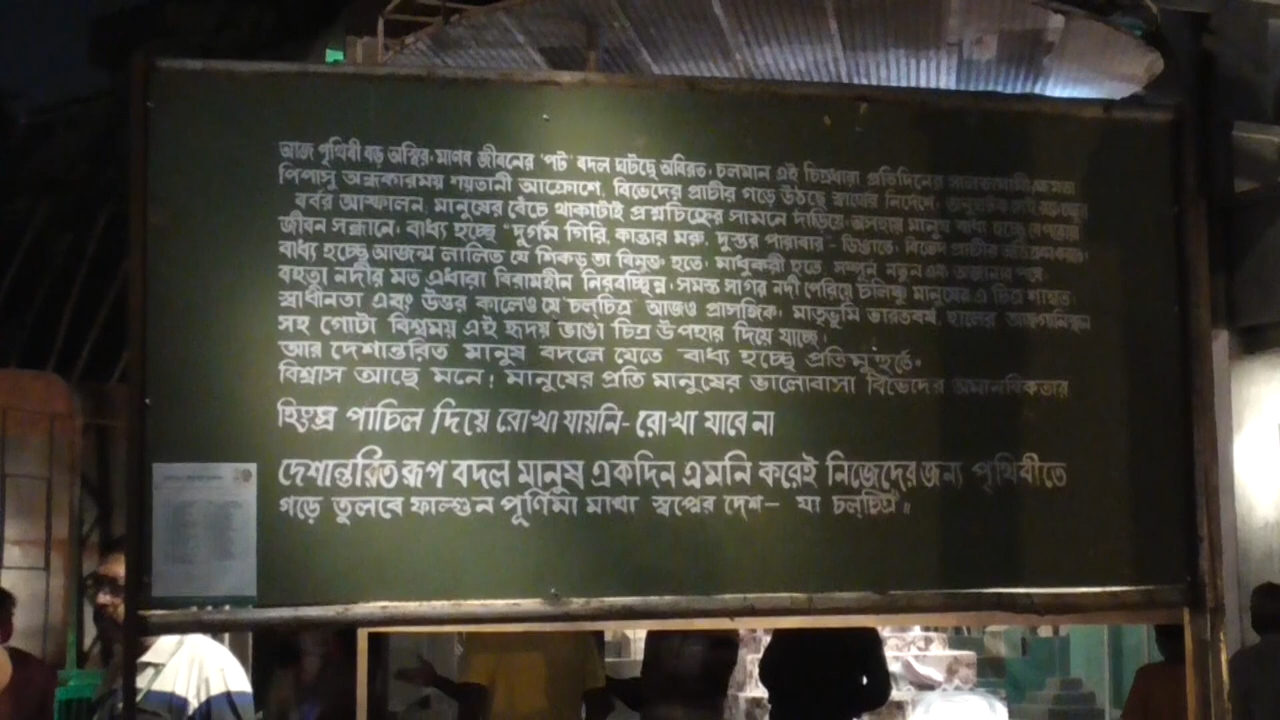 আজ পৃথিবী বড় অস্থির, মানব জীবনের 'পট' বদল ঘটছে অবিরত, চলমান এই চিত্রধারা প্রতিদিনের
পিপাসু অন্ধকারময় শয়তানী আক্রোশে, বিভেদের প্রাচীর গড়ে উঠছে স্বার্থের নির্দেশে,
বর্বর আস্ফালন, মানুষের বেঁচে থাকাটাই প্রশ্নচিহ্নের সামনে দাঁড়িয়ে, অসহায় মানুষ বাধ্য হচ্ছে
জীবন সন্ধানে, বাধ্য হচ্ছে "দুর্গম গিরি, কান্তার মরু, দুস্তর পারাবার" - ডিঙাতে, বিভেদ প্রাচীর
বাধ্য হচ্ছে আজন্ম লালিত যে শিকড় তা বিমুক্ত হতে, মাধুকরী হতে সম্পূর্ন নতুন এক অজানার পথে,
বহতা নদীর মত এধারা বিরামহীন নিরবচ্ছিন্ন, সমস্ত সাগর নদী পেরিয়ে চলিষ্ণু মানুষের এ চিত্র শাশ্বত,
স্বাধীনতা এবং উত্তর কালেও যে 'চলচ্চিত্র' আজও প্রাসঙ্গিক, মাতৃভূমি ভারতবর্ষ, হালের আফগানিস্থান
সহ গোটা বিশ্বময় এই হৃদয় ভাঙা চিত্র উপহার দিয়ে যাচ্ছে,
আর দেশান্তরিত মানুষ বদলে যেতে বাধ্য হচ্ছে প্রতিমুহূর্তে,
বিশ্বাস আছে মনে! মানুষের প্রতি মানুষের ভালোবাসা বিভেদের অমানবিকতার
হিংস্র পাচিল দিয়ে রোখা যায়নি- রোখা যাবে না
দেশান্তরিত রূপ বদল মানুষ একদিন এমনি করেই নিজেদের জন্য পৃথিবীতে
গড়ে তুলবে ফাল্গুন পূর্ণিমা মাখা স্বপ্নের দেশ- যা চলচ্চিত্র॥